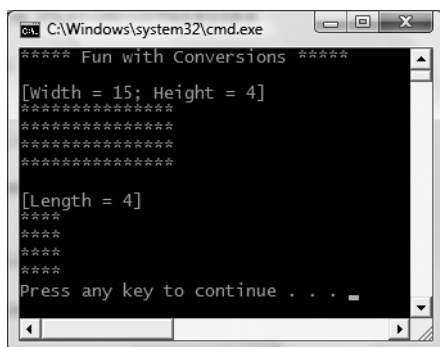 C:\Windows\system32\cmd.exe
***** Fun with Conversions *****
[Width = 15; Height = 4]
***************
***************
***************
***************
[Length = 4]
****
****
****
****
Press any key to continue . . .